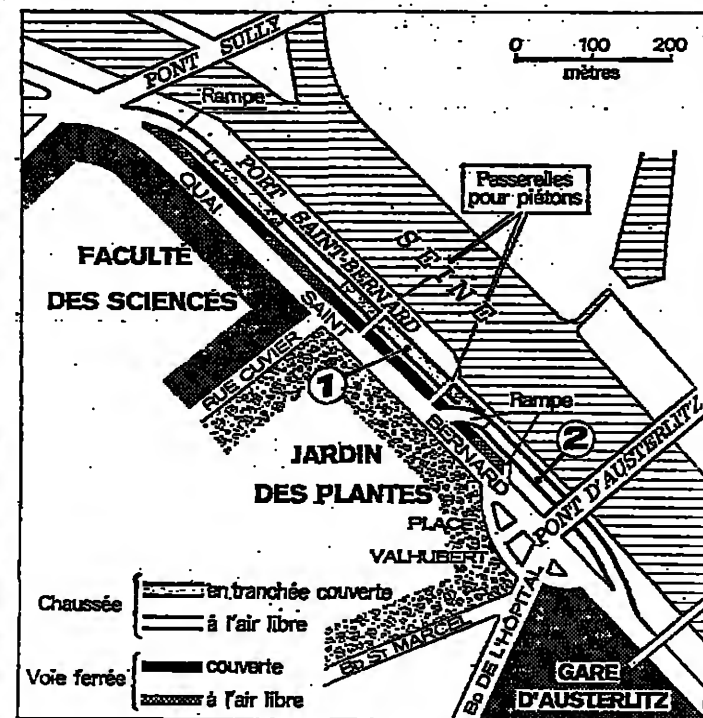 PONT SULLY
0 100 200
mètres
Rampe
PORT SAINT-BERNARD
Passerelles
pour piétons
QUAI
SEINE
FACULTÉ
DES SCIENCES
SAINT
RUE CUVIER
1
Rampe
BERNARD
2
JARDIN
DES PLANTES
PONT D'AUSTERLITZ
PLACE
VALHUBERT
Chaussée
en tranchée couverte
à l'air libre
BD ST MARCEL
BD DE L'HÔPITAL
Voie ferrée
couverte
à l'air libre
GARE
D'AUSTERLITZ